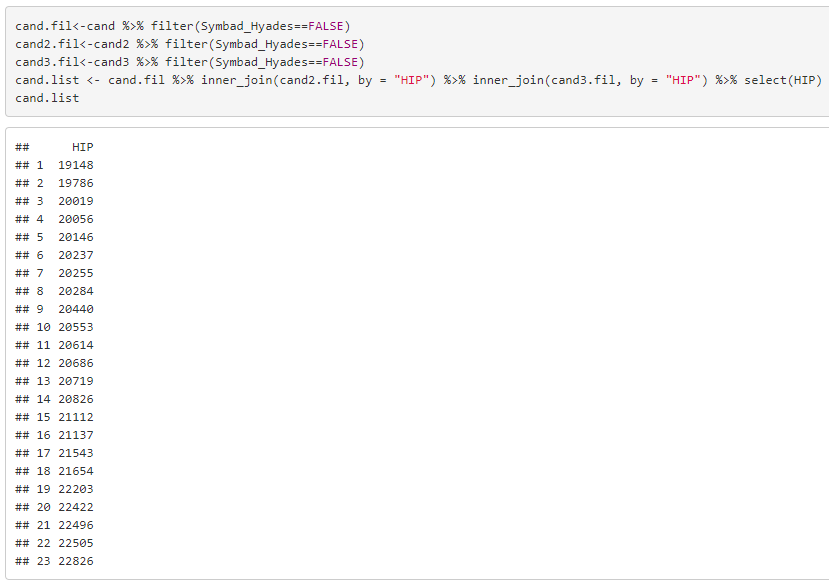 cand.fil<-cand %>% filter(Symbad_Hyades==FALSE)
cand2.fil<-cand2 %>% filter(Symbad_Hyades==FALSE)
cand3.fil<-cand3 %>% filter(Symbad_Hyades==FALSE)
cand.list <- cand.fil %>% inner_join(cand2.fil, by = "HIP") %>% inner_join(cand3.fil, by = "HIP") %>% select(HIP)
cand.list
##      HIP
## 1  19148
## 2  19786
## 3  20019
## 4  20056
## 5  20146
## 6  20237
## 7  20255
## 8  20284
## 9  20440
## 10 20553
## 11 20614
## 12 20686
## 13 20719
## 14 20826
## 15 21112
## 16 21137
## 17 21543
## 18 21654
## 19 22203
## 20 22422
## 21 22496
## 22 22505
## 23 22826